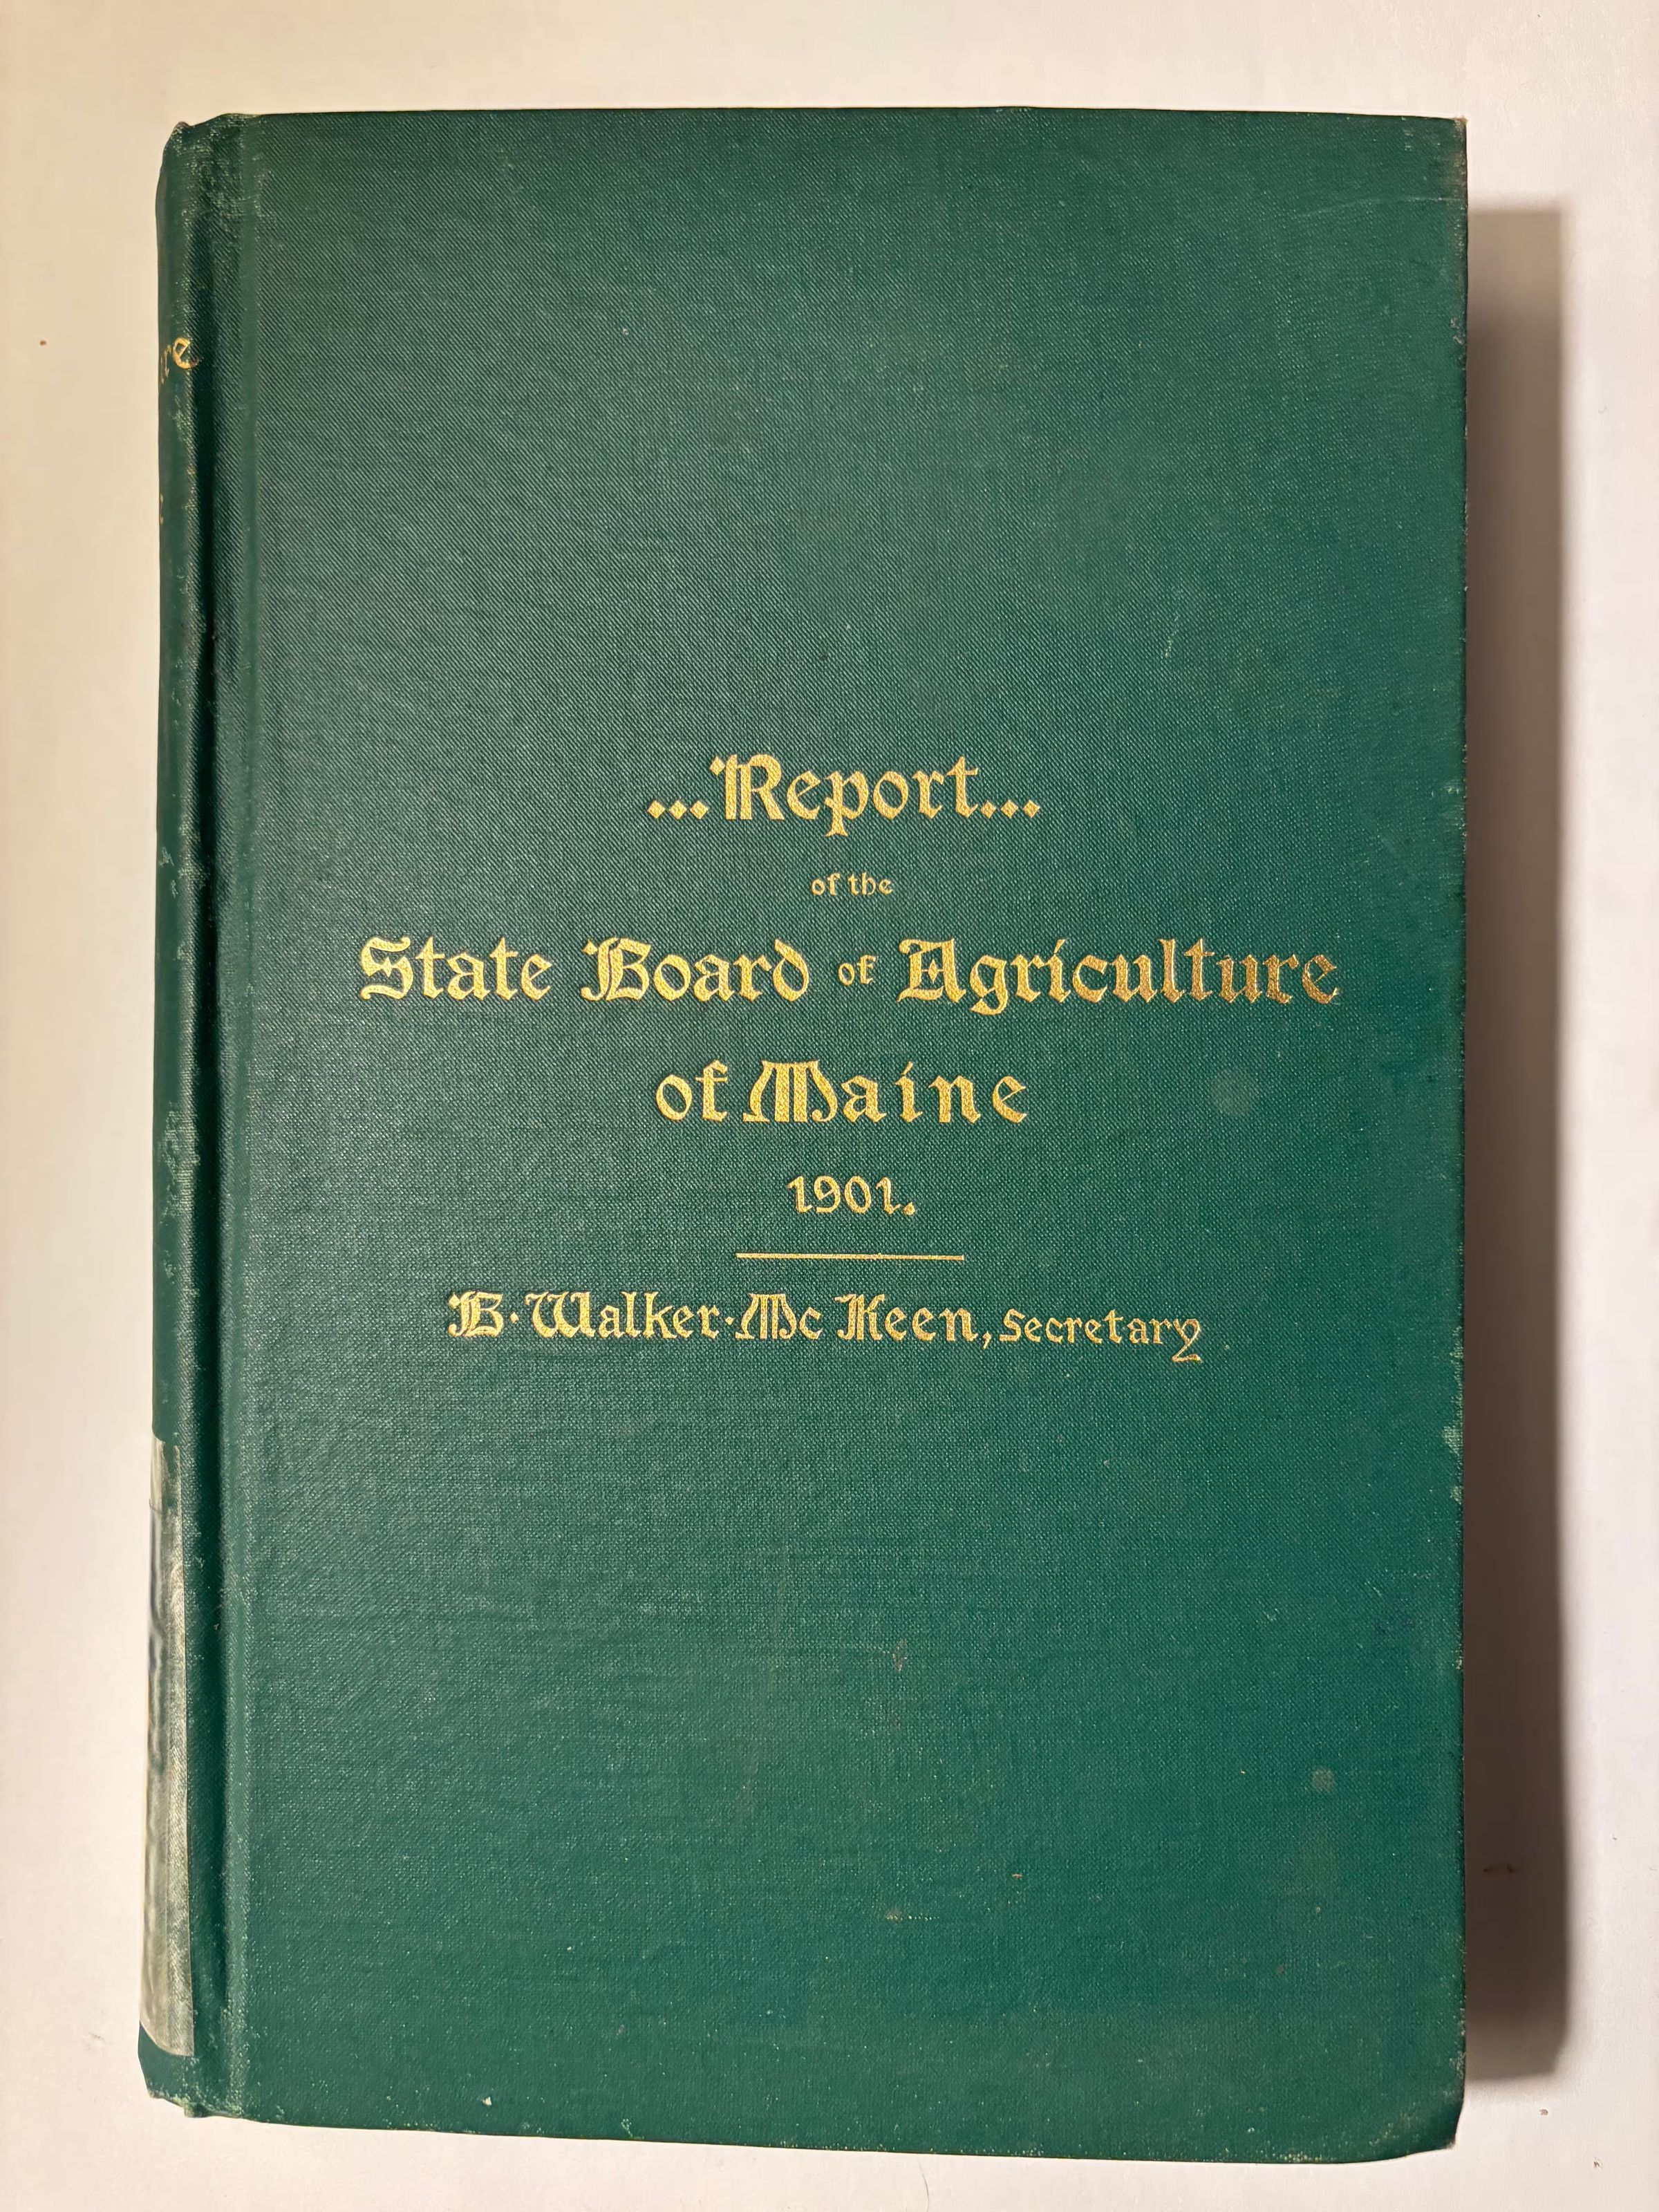 ...Report...
of the
State Board of Agriculture
of Maine
1901.
B. Walker. Mc Keen, secretary